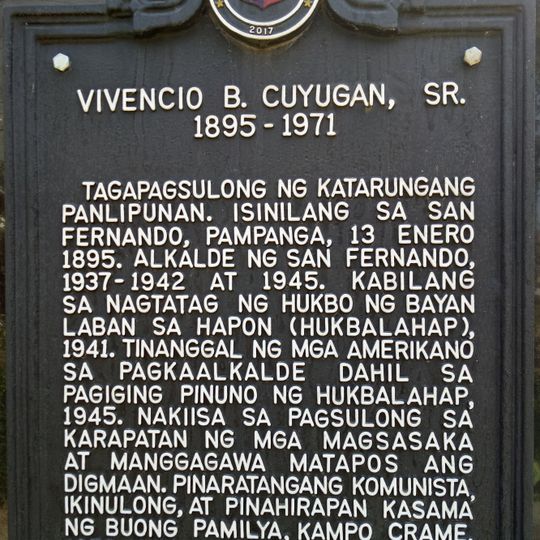 2017
VIVENCIO B. CUYUGAN, SR.
1895 - 1971
TAGAPAGSULONG NG KATARUNGANG
PANLIPUNAN. ISINILANG SA SAN
FERNANDO, PAMPANGA, 13 ENERO
1895. ALKALDE NG SAN FERNANDO,
1937-1942 AT 1945. KABILANG
SA NAGTATAG NG HUKBO NG BAYAN
LABAN SA HAPON (HUKBALAHAP),
1941. TINANGGAL NG MGA AMERIKANO
SA PAGKAALKALDE DAHIL SA
PAGIGING PINUNO NG HUKBALAHAP,
1945. NAKIISA SA PAGSULONG SA
KARAPATAN NG MGA MAGSASAKA
AT MANGGAGAWA MATAPOS ANG
DIGMAAN. PINARATANGANG KOMUNISTA,
IKINULONG, AT PINAHIRAPAN KASAMA
NG BUONG PAMILYA, KAMPO CRAME,